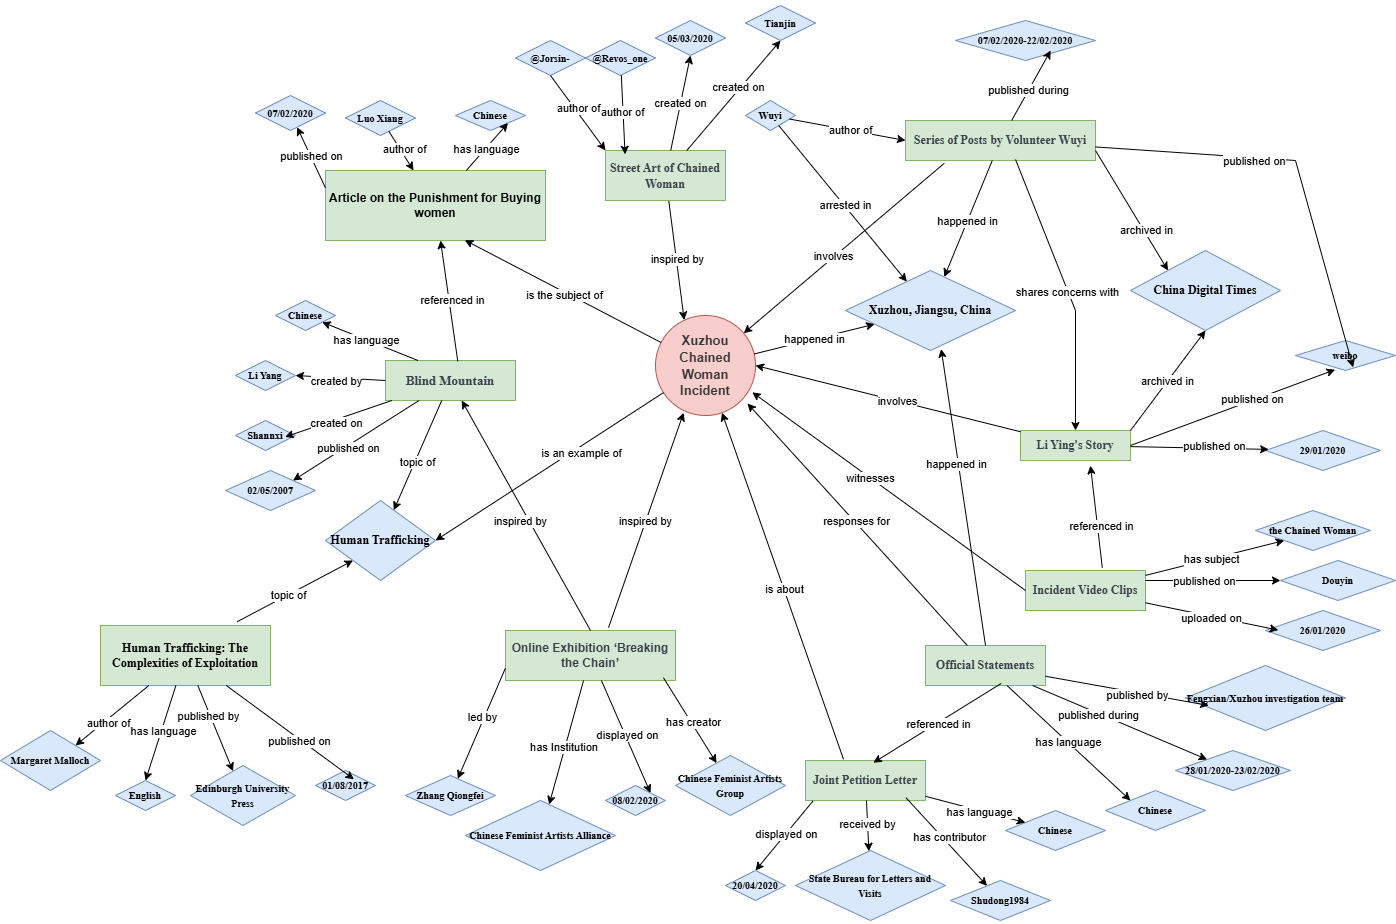 Tianjin
05/03/2020
07/02/2020-22/02/2020
@Jorsin-
@Revos_one
created on
published during
07/02/2020
Luo Xiang
Chinese
author of
author of
created on
Wuyi
author of
Series of Posts by Volunteer Wuyi
published on
author of
has language
published on
Street Art of Chained
Woman
Article on the Punishment for Buying
women
arrested in
happened in
archived in
inspired by
involves
is the subject of
referenced in
shares concerns with
China Digital Times
Xuzhou, Jiangsu, China
Chinese
has language
Xuzhou
Chained
Woman
Incident
happened in
weibo
Li Yang
created by
Blind Mountain
archived in
involves
published on
Shannxi
created on
published on
topic of
is an example of
happened in
Li Ying's Story
published on
29/01/2020
witnesses
02/05/2007
inspired by
inspired by
responses for
referenced in
the Chained Woman
Human Trafficking
has subject
published on
Douyin
topic of
is about
Incident Video Clips
uploaded on
26/01/2020
Human Trafficking: The
Complexities of Exploitation
Online Exhibition ‘Breaking
the Chain’
Official Statements
published by
Fengxian/Xuzhou investigation team
author of
has language
published by
published on
led by
has Institution
displayed on
has creator
referenced in
published during
has language
Margaret Malloch
English
Edinburgh University
Press
01/08/2017
Zhang Qiongfei
Chinese Feminist Artists Alliance
08/02/2020
Chinese Feminist Artists
Group
Joint Petition Letter
28/01/2020-23/02/2020
Chinese
displayed on
received by
has contributor
has language
Chinese
20/04/2020
State Bureau for Letters and
Visits
Shudong1984